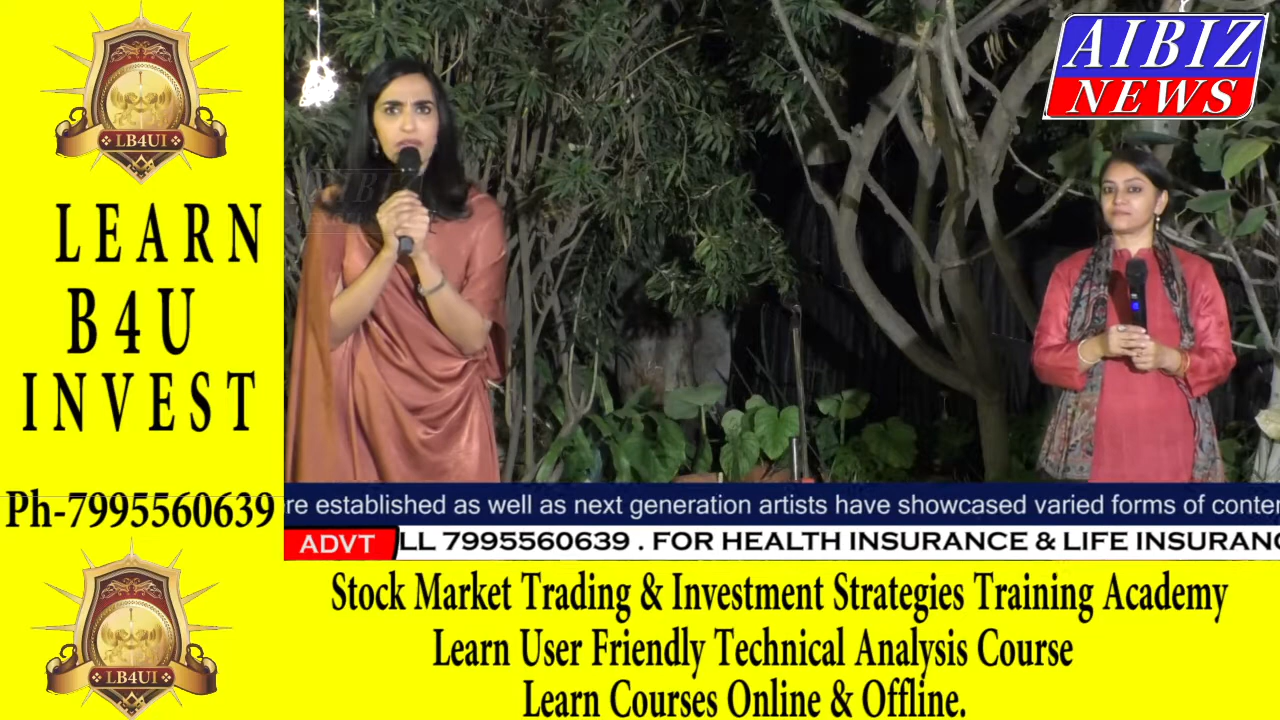 LB4UI
LEARN
B4U
INVEST
Ph-7995560639
LB4UI
AIBIZ
NEWS
AIBIZ
re established as well as next generation artists have showcased varied forms of conter
ADVT
LL 7995560639 . FOR HEALTH INSURANCE & LIFE INSURANC
Stock Market Trading & Investment Strategies Training Academy
Learn User Friendly Technical Analysis Course
Learn Courses Online & Offline.